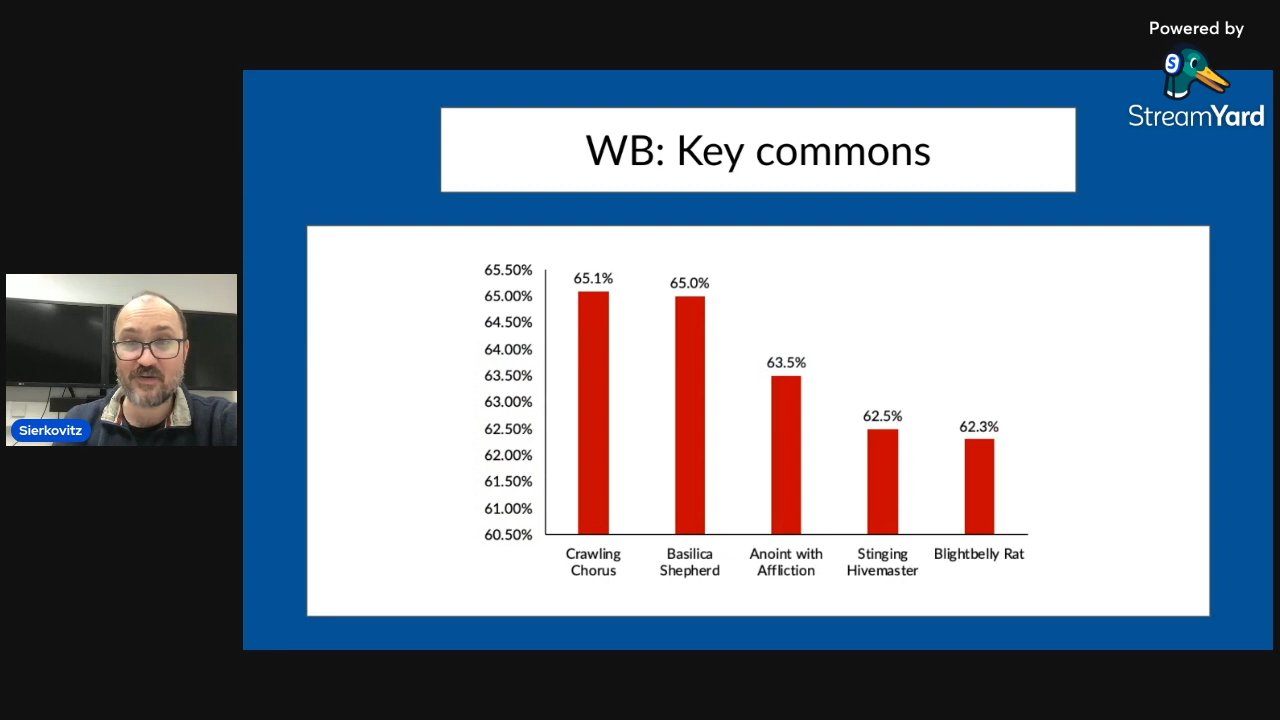 Powered by
StreamYard
WB: Key commons
65.50%
65.00%
64.50%
64.00%
63.50%
63.00%
62.50%
62.00%
61.50%
61.00%
60.50%
65.1%
65.0%
63.5%
62.5%
62.3%
Crawling
Chorus
Basilica
Shepherd
Anoint with
Affliction
Stinging
Hivemaster
Blightbelly Rat
Sierkovitz
S